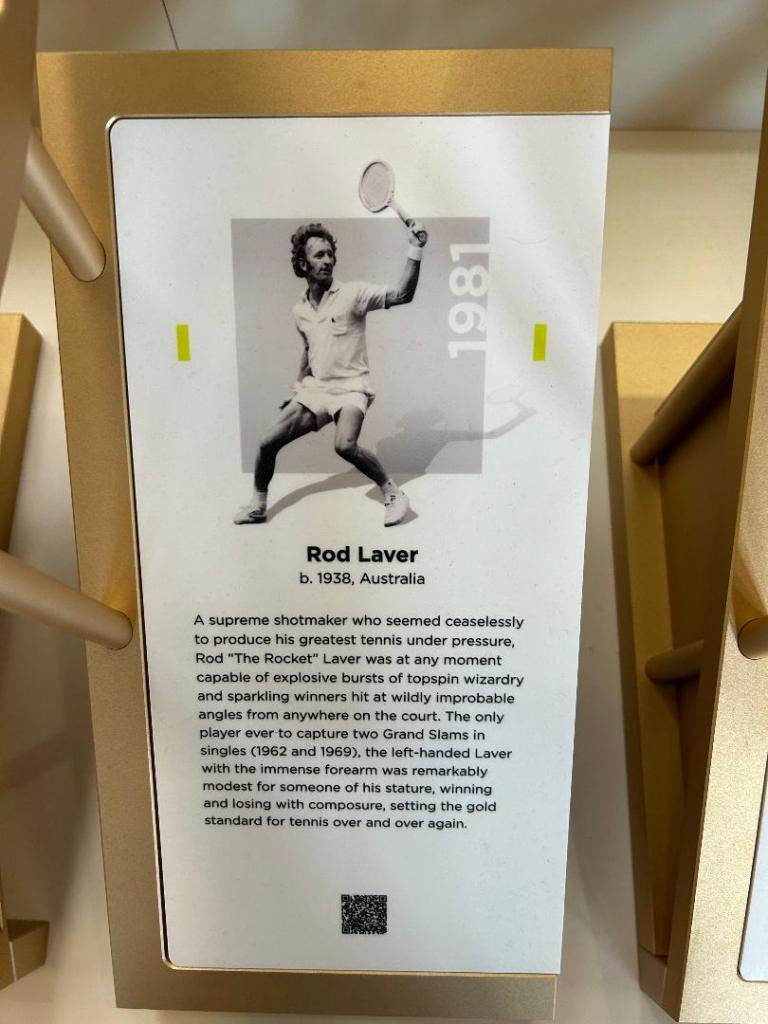 1981
Rod Laver
b. 1938, Australia
A supreme shotmaker who seemed ceaselessly
to produce his greatest tennis under pressure,
Rod “The Rocket” Laver was at any moment
capable of explosive bursts of topspin wizardry
and sparkling winners hit at wildly improbable
angles from anywhere on the court. The only
player ever to capture two Grand Slams in
singles (1962 and 1969), the left-handed Laver
with the immense forearm was remarkably
modest for someone of his stature, winning
and losing with composure, setting the gold
standard for tennis over and over again.